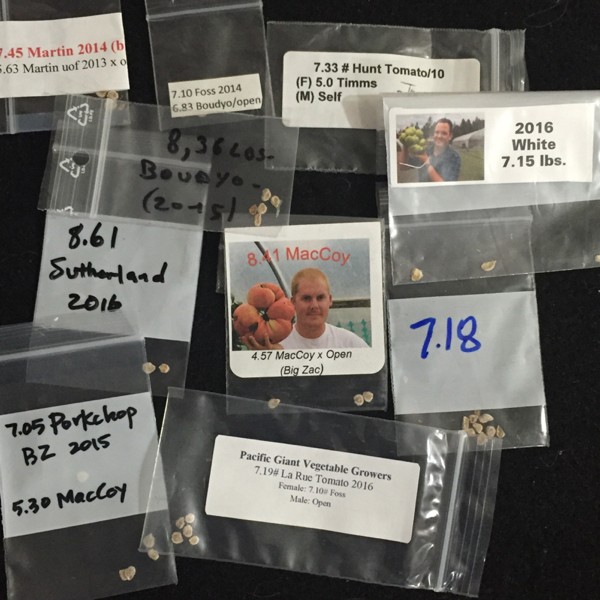 7.45 Martin 2014 (b
5.63 Martin uof 2013 x o
7.10 Foss 2014
6.83 Boudyo/open
7.33 # Hunt Tomato/10
(F) 5.0 Timms
(M) Self
2016
White
7.15 lbs.
8,36 LBS.
Boudyo
(2015)
8.61
Sutherland
2016
8.41 MacCoy
4.57 MacCoy x Open
(Big Zac)
7.18
7.05 Porkchop
BZ 2015
5.30 MacCoy
Pacific Giant Vegetable Growers
7.19# La Rue Tomato 2016
Female: 7.10# Foss
Male: Open